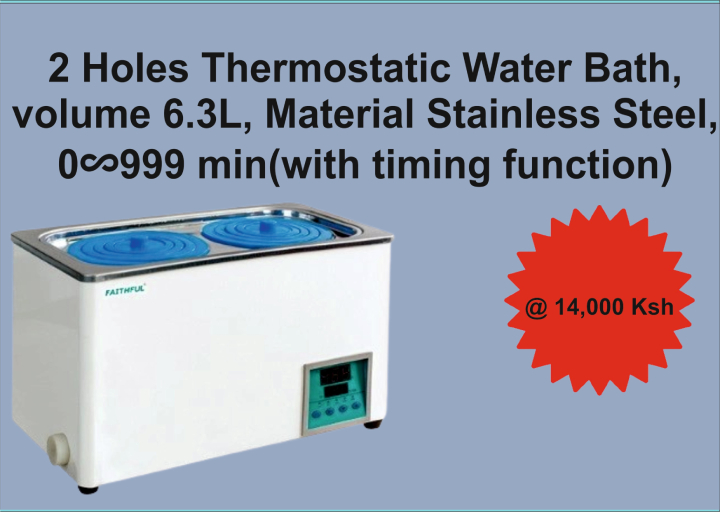 2 Holes Thermostatic Water Bath,
volume 6.3L, Material Stainless Steel,
0∽999 min(with timing function)
FAITHFUL
@ 14,000 Ksh